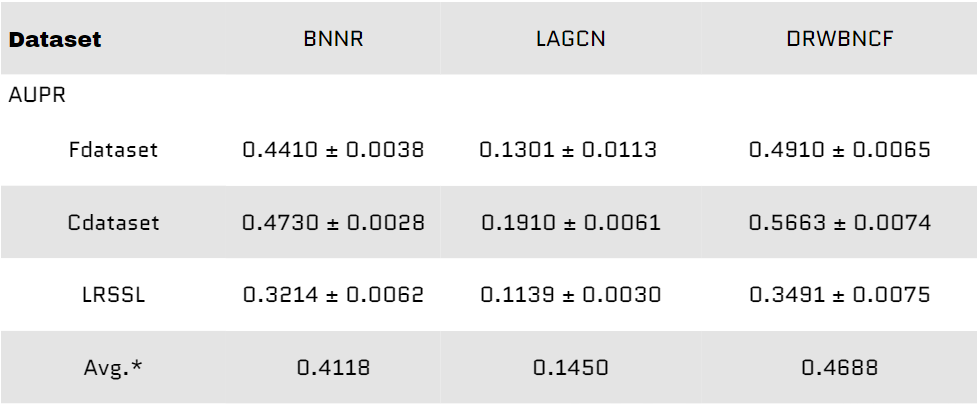 Dataset BNNR LAGCN DRWBNCF
AUPR
Fdataset 0.4410 ± 0.0038 0.1301 ± 0.0113 0.4910 ± 0.0065
Cdataset 0.4730 ± 0.0028 0.1910 ± 0.0061 0.5663 ± 0.0074
LRSSL 0.3214 ± 0.0062 0.1139 ± 0.0030 0.3491 ± 0.0075
Avg.* 0.4118 0.1450 0.4688